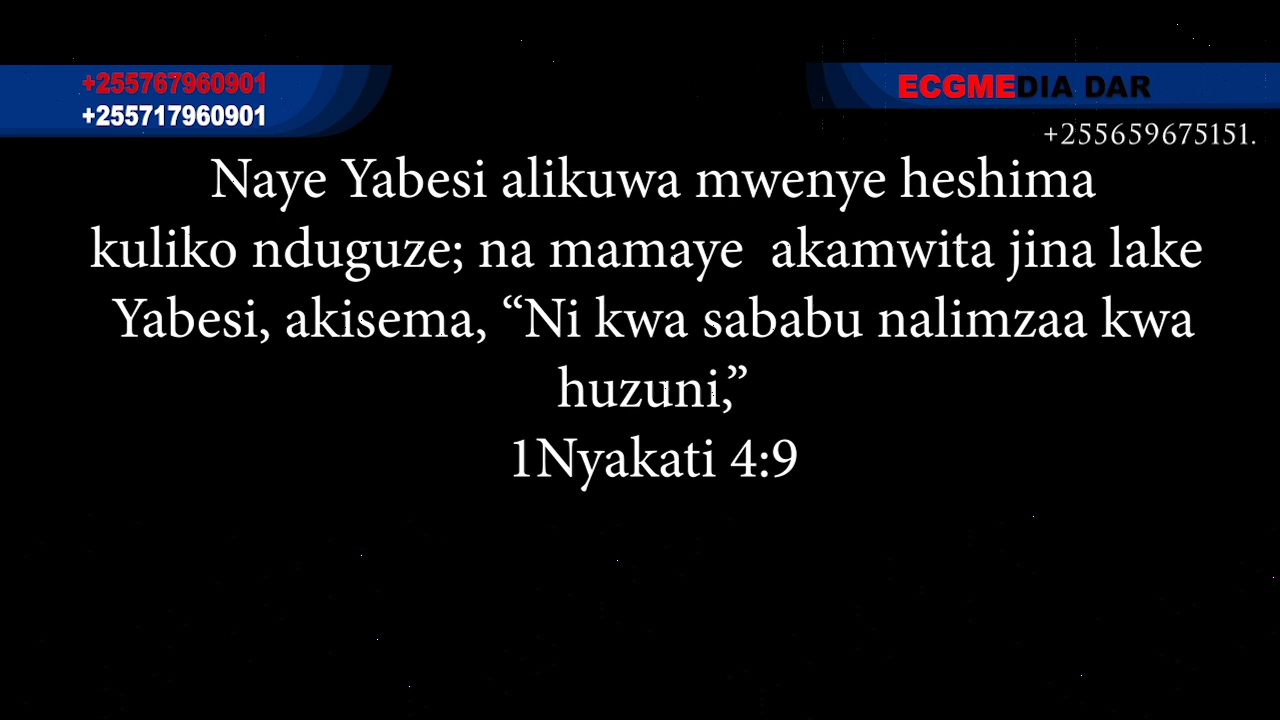 +255767960901
+255717960901
ECGMEDIA DAR
+255659675151.
Naye Yabesi alikuwa mwenye heshima
kuliko nduguze; na mamaye akamwita jina lake
Yabesi, akisema, “Ni kwa sababu nalimzaa kwa
huzuni,”
1Nyakati 4:9